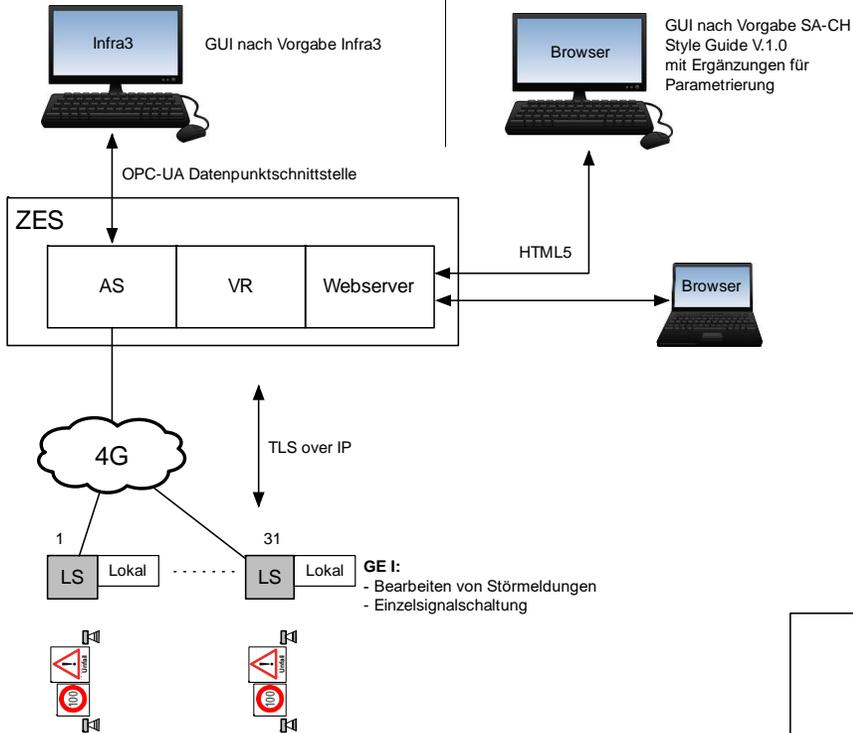 Infra3
GUI nach Vorgabe Infra3
Browser
GUI nach Vorgabe SA-CH
Style Guide V.1.0
mit Ergänzungen für
Parametrierung
OPC-UA Datenpunktschnittstelle
ZES
AS
VR
Webserver
HTML5
Browser
4G
TLS over IP
1
31
LS
Lokal
LS
Lokal
GE I:
- Bearbeiten von Störmeldungen
- Einzelsignalschaltung
Unfall
100
Unfall
100